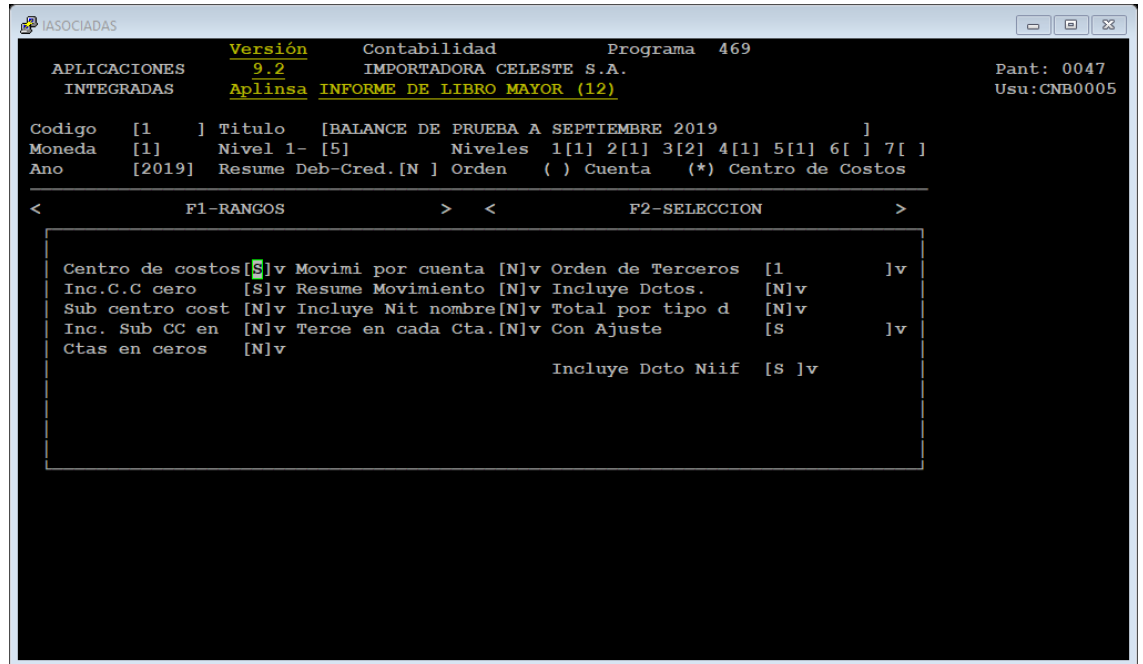 IASOCIADAS
Versión Contabilidad Programa 469
APLICACIONES 9.2 IMPORTADORA CELESTE S.A. Pant: 0047
INTEGRADAS Aplinsa INFORME DE LIBRO MAYOR (12) Usu:CNB0005
Codigo [1 ] Titulo [BALANCE DE PRUEBA A SEPTIEMBRE 2019 ]
Moneda [1] Nivel 1- [5] Niveles 1[1] 2[1] 3[2] 4[1] 5[1] 6[ ] 7[ ]
Ano [2019] Resume Deb-Cred.[N ] Orden ( ) Cuenta (*) Centro de Costos
< F1-RANGOS > < F2-SELECCION >
Centro de costos[S]v Movimi por cuenta [N]v Orden de Terceros [1 ]v
Inc.C.C cero [S]v Resume Movimiento [N]v Incluye Dctos. [N]v
Sub centro cost [N]v Incluye Nit nombre[N]v Total por tipo d [N]v
Inc. Sub CC en [N]v Terce en cada Cta.[N]v Con Ajuste [S ]v
Ctas en ceros [N]v
Incluye Dcto Niif [S ]v